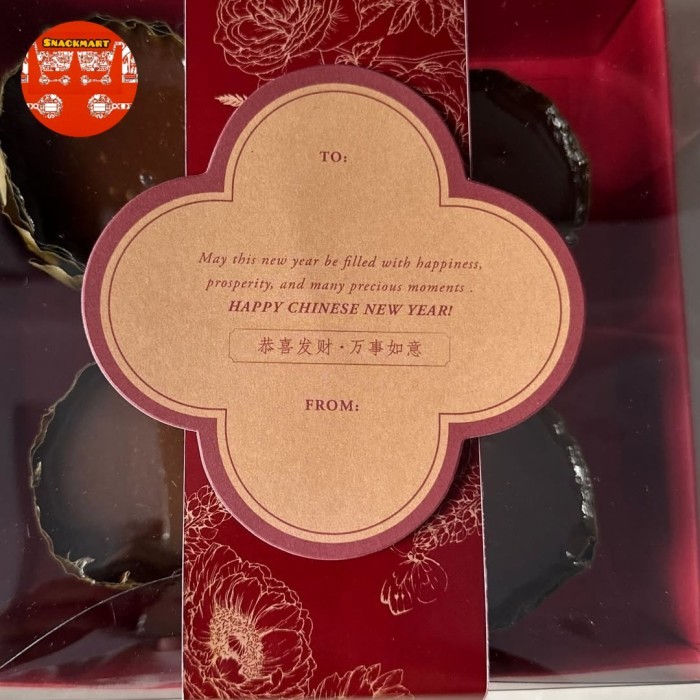 SNACKMART
TO:
May this new year be filled with happiness,
prosperity, and many precious moments .
HAPPY CHINESE NEW YEAR!
恭喜发财·万事如意
FROM: